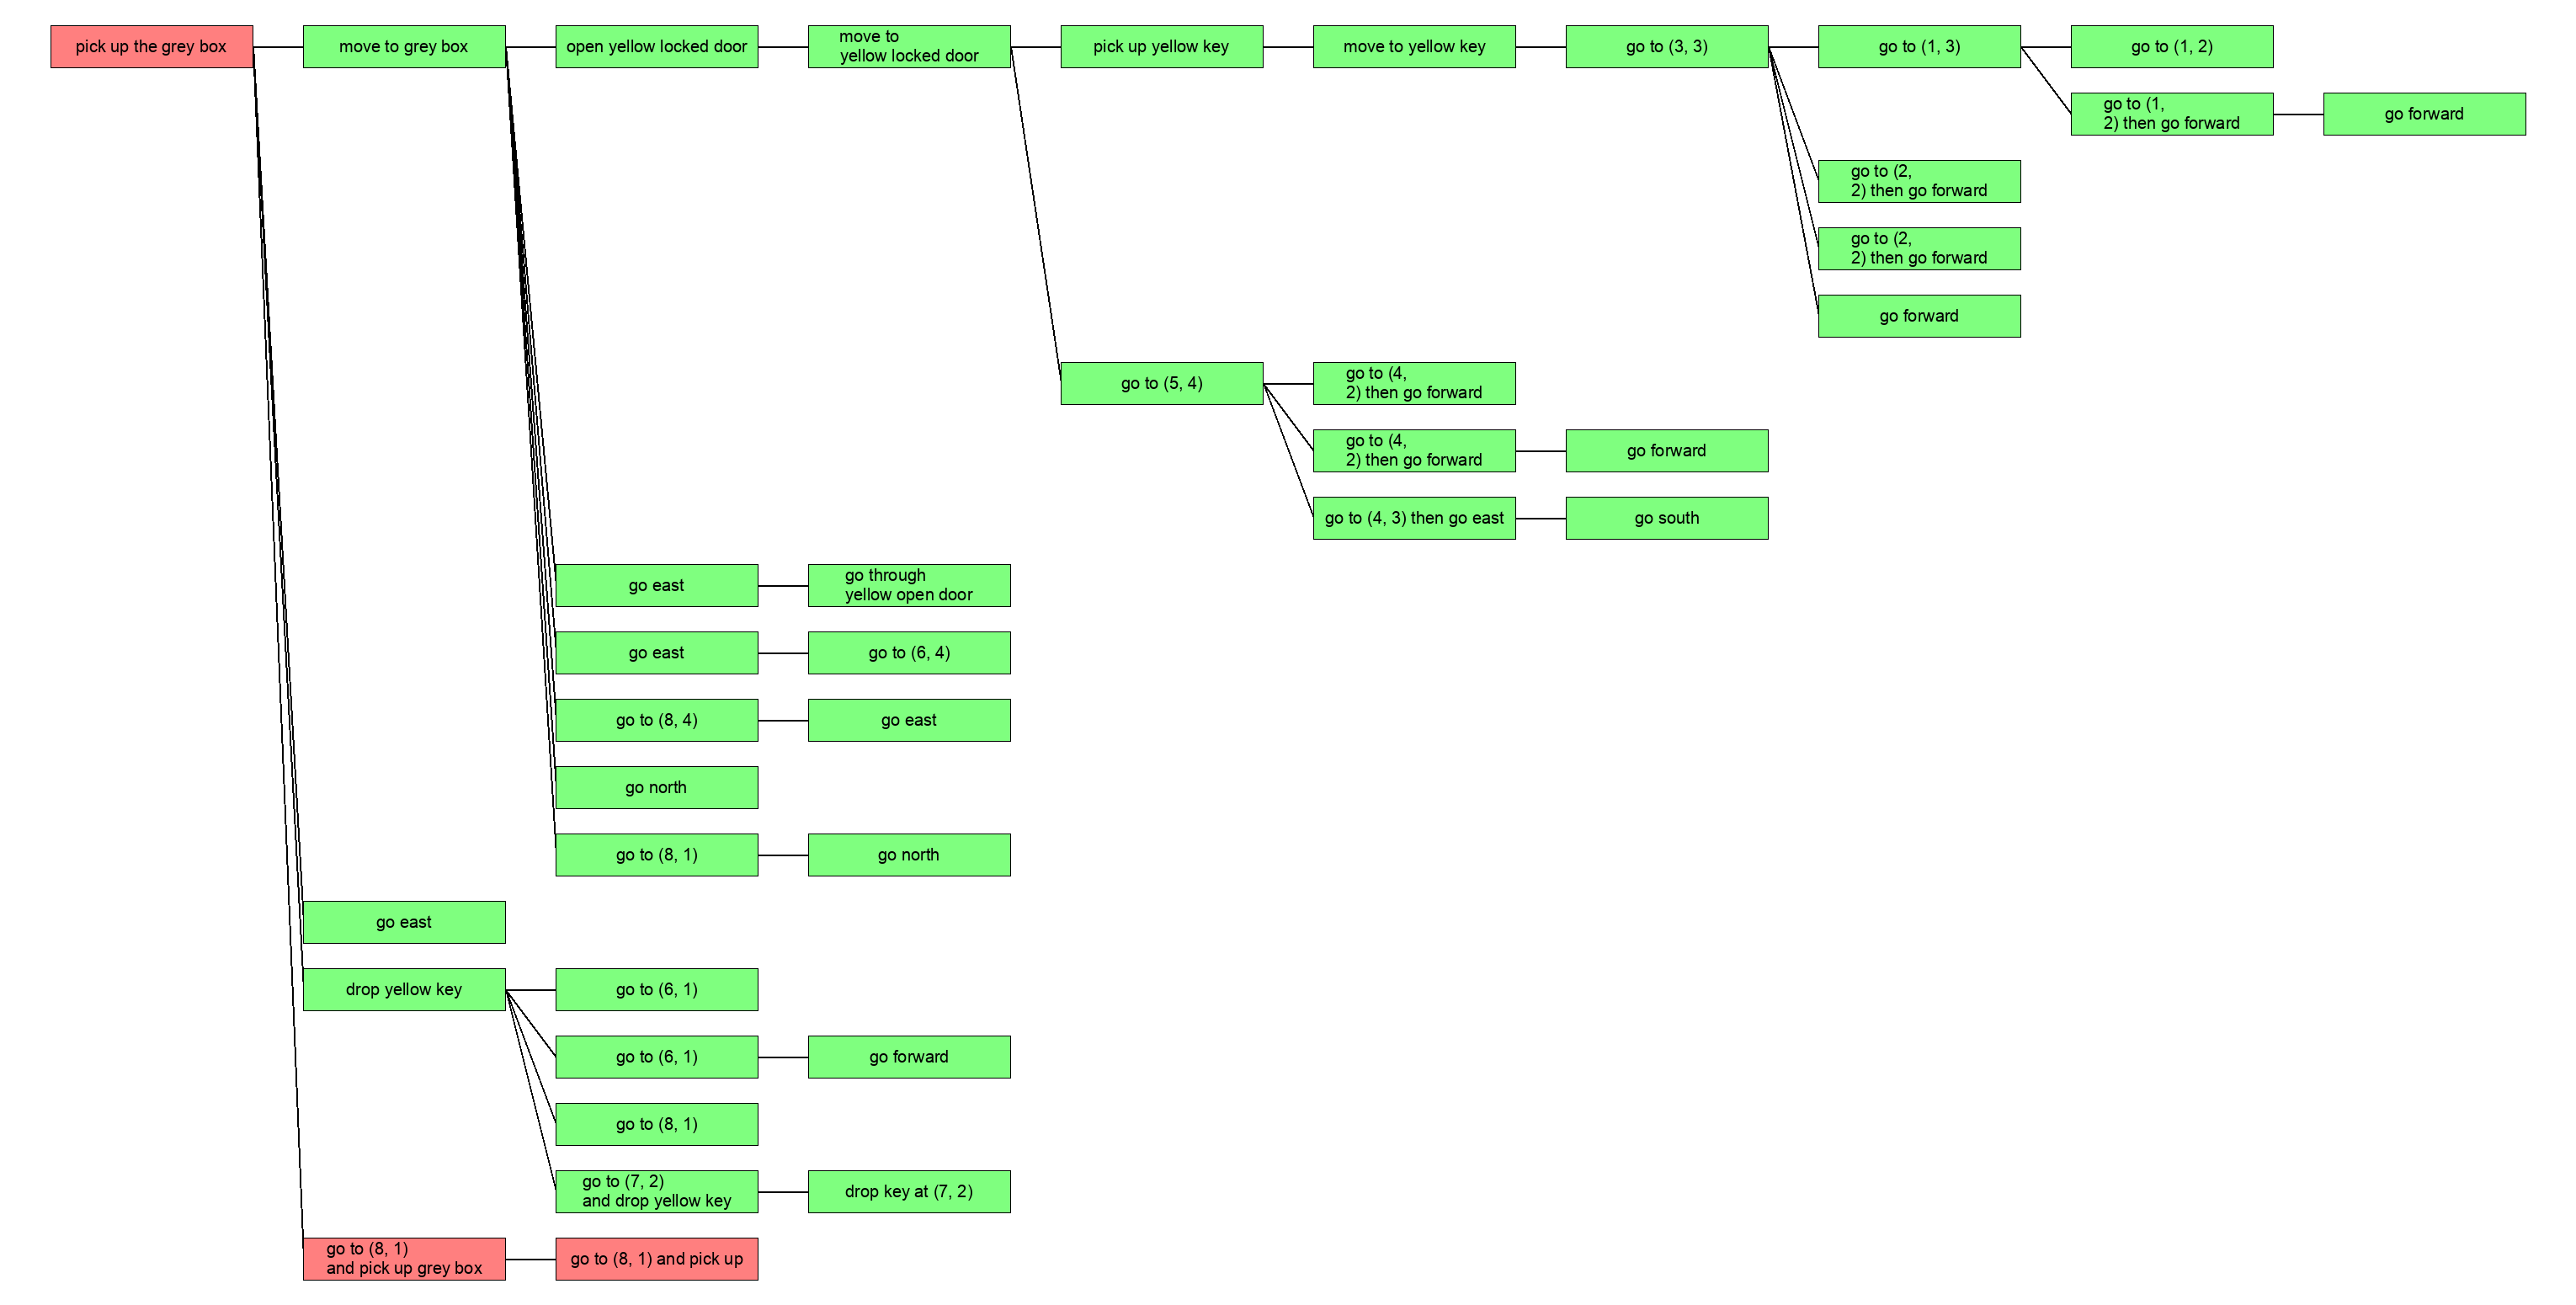 pick up the grey box
move to grey box
open yellow locked door
move to
yellow locked door
pick up yellow key
move to yellow key
go to (3, 3)
go to (1, 3)
go to (1, 2)
go to (1,
2) then go forward
go forward
go to (2,
2) then go forward
go to (2,
2) then go forward
go forward
go to (5, 4)
go to (4,
2) then go forward
go to (4,
2) then go forward
go forward
go to (4, 3) then go east
go south
go east
go through
yellow open door
go east
go to (6, 4)
go to (8, 4)
go east
go north
go to (8, 1)
go north
go east
drop yellow key
go to (6, 1)
go to (6, 1)
go forward
go to (8, 1)
go to (7, 2)
and drop yellow key
drop key at (7, 2)
go to (8, 1)
and pick up grey box
go to (8, 1) and pick up